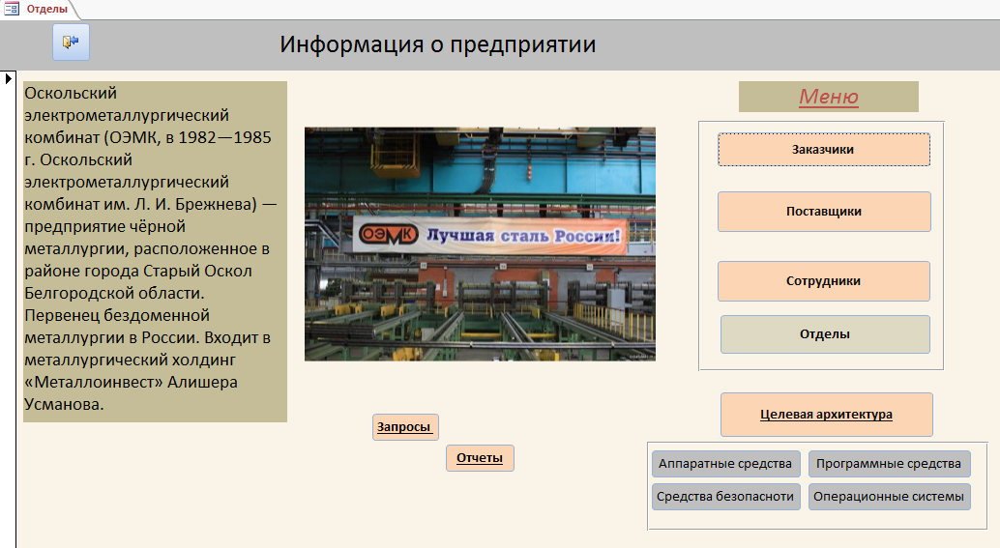 Отделы
Информация о предприятии
Оскольский
электрометаллургический
комбинат (ОЭМК, в 1982—1985
г. Оскольский
электрометаллургический
комбинат им. Л. И. Брежнева) —
предприятие чёрной
металлургии, расположенное в
районе города Старый Оскол
Белгородской области.
Первенец бездоменной
металлургии в России. Входит в
металлургический холдинг
«Металлоинвест» Алишера
Усманова.
ОЭМК Лучшая сталь России!
Меню
Заказчики
Поставщики
Сотрудники
Отделы
Целевая архитектура
Запросы
Отчеты
Аппаратные средства
Программные средства
Средства безопасноти
Операционные системы